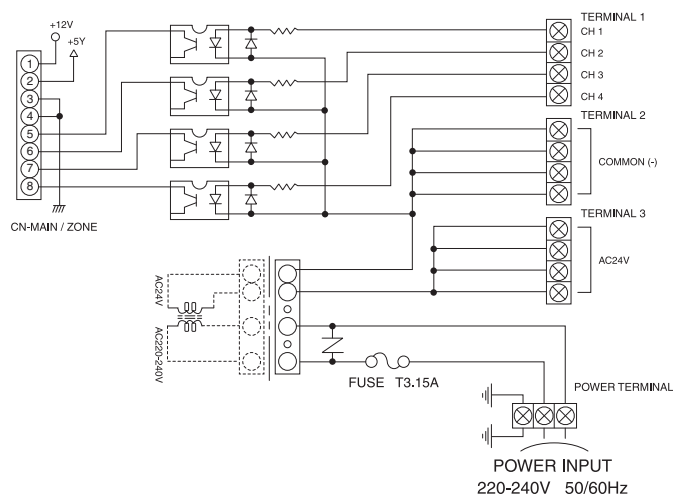 +12V
+5Y
1
2
3
4
5
6
7
8
CN-MAIN / ZONE
TERMINAL 1
CH 1
CH 2
CH 3
CH 4
TERMINAL 2
COMMON (-)
TERMINAL 3
AC24V
AC24V
AC220-240V
FUSE T3.15A
POWER TERMINAL
POWER INPUT
220-240V 50/60Hz